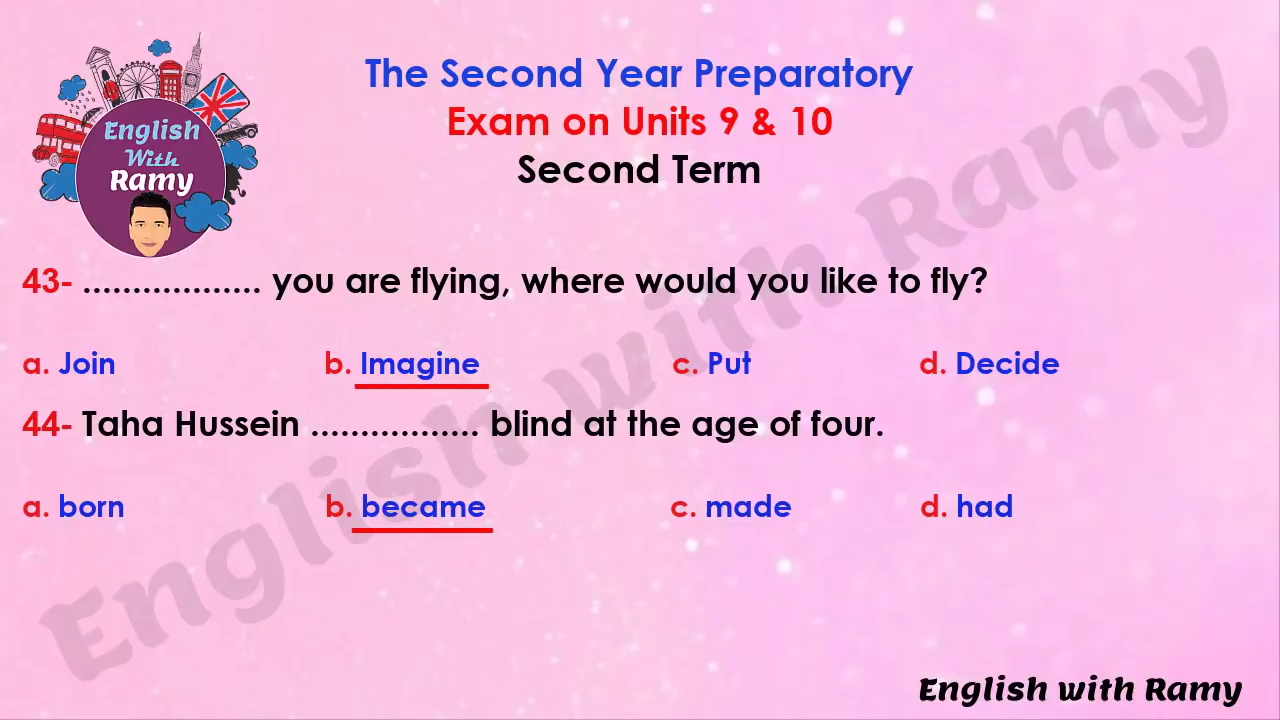 English
With
Ramy
The Second Year Preparatory
Exam on Units 9 & 10
Second Term
43- .................. you are flying, where would you like to fly?
a. Join b. Imagine c. Put d. Decide
44- Taha Hussein ................. blind at the age of four.
a. born b. became c. made d. had
English with Ramy
English with Ramy